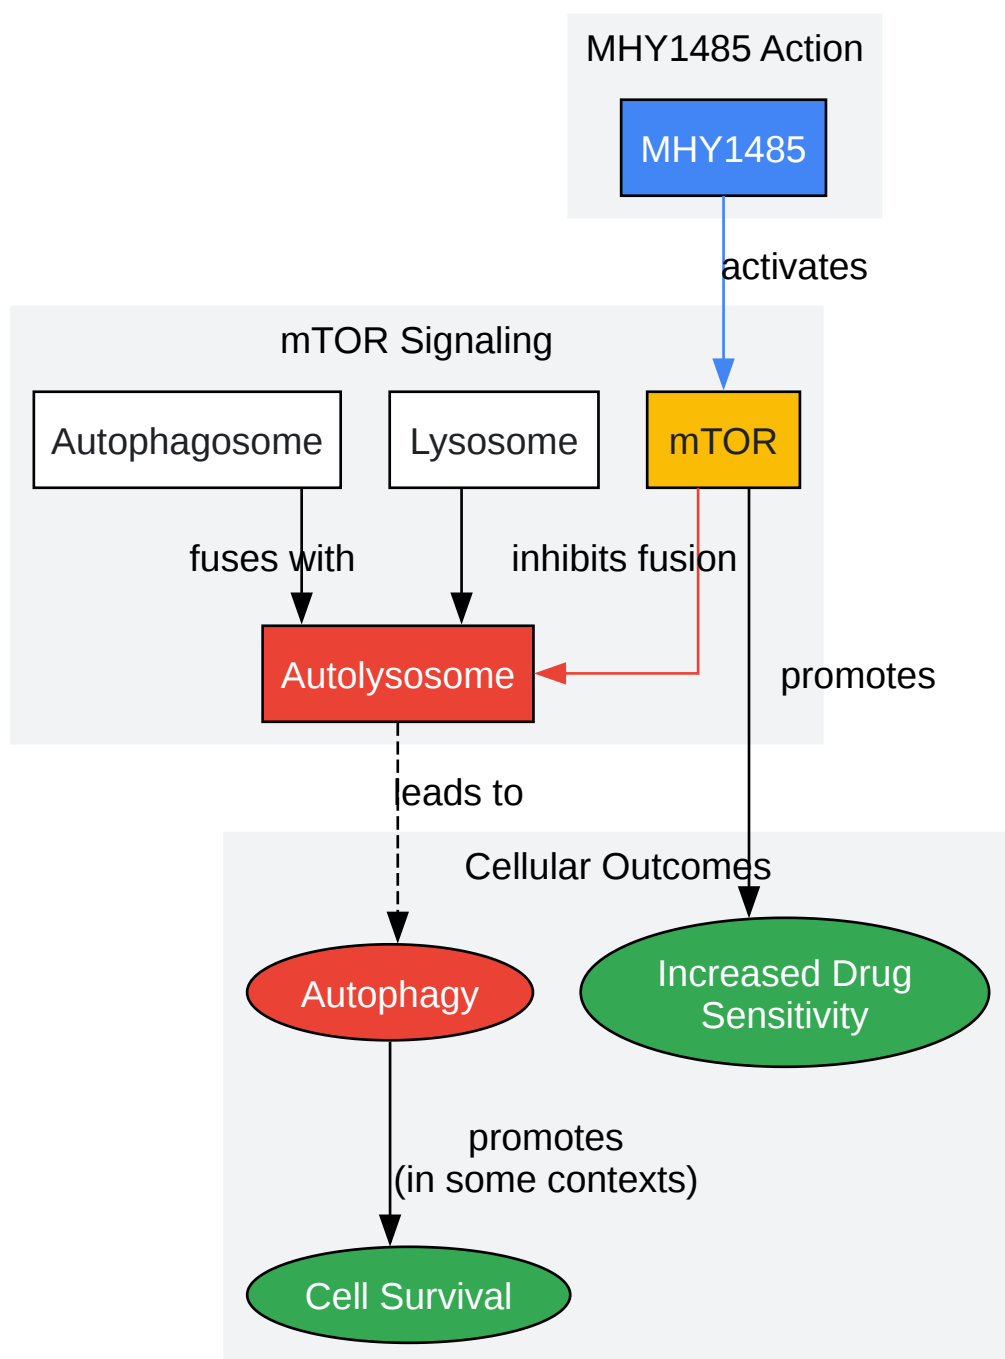 MHY1485 Action
MHY1485
activates
mTOR Signaling
Autophagosome
Lysosome
mTOR
fuses with
inhibits fusion
Autolysosome
promotes
leads to
Cellular Outcomes
Autophagy
Increased Drug
Sensitivity
promotes
(in some contexts)
Cell Survival